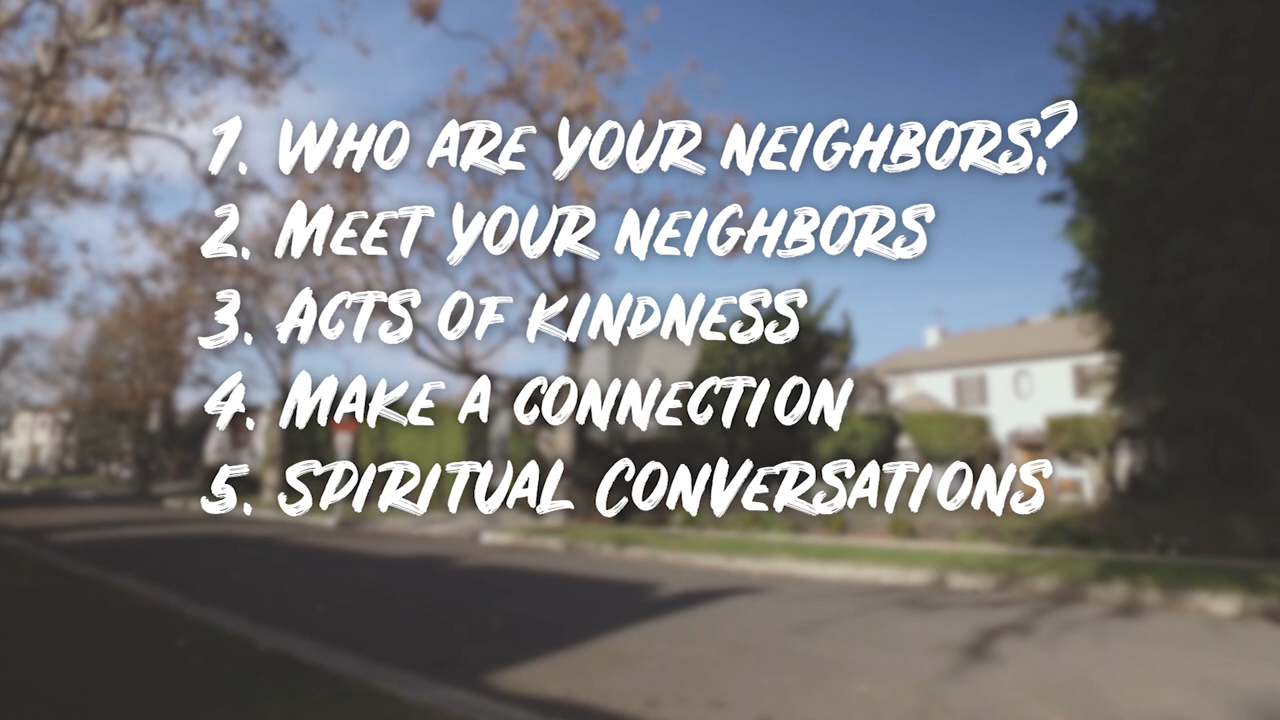 1. Who are your neighbors?
2. Meet your neighbors
3. Acts of kindness
4. Make a connection
5. Spiritual Conversations